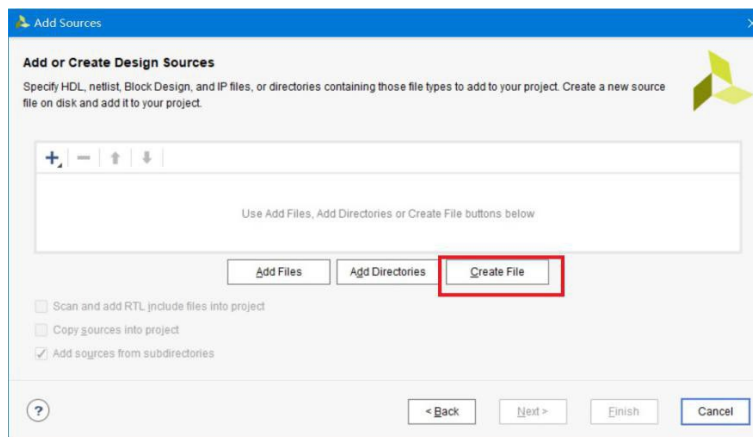 Add Sources
Add or Create Design Sources
Specify HDL, netlist, Block Design, and IP files, or directories containing those file types to add to your project. Create a new source
file on disk and add it to your project.
Use Add Files, Add Directories or Create File buttons below
Add Files Add Directories Create File
Scan and add RTL include files into project
Copy sources into project
Add sources from subdirectories
? < Back Next > Finish Cancel